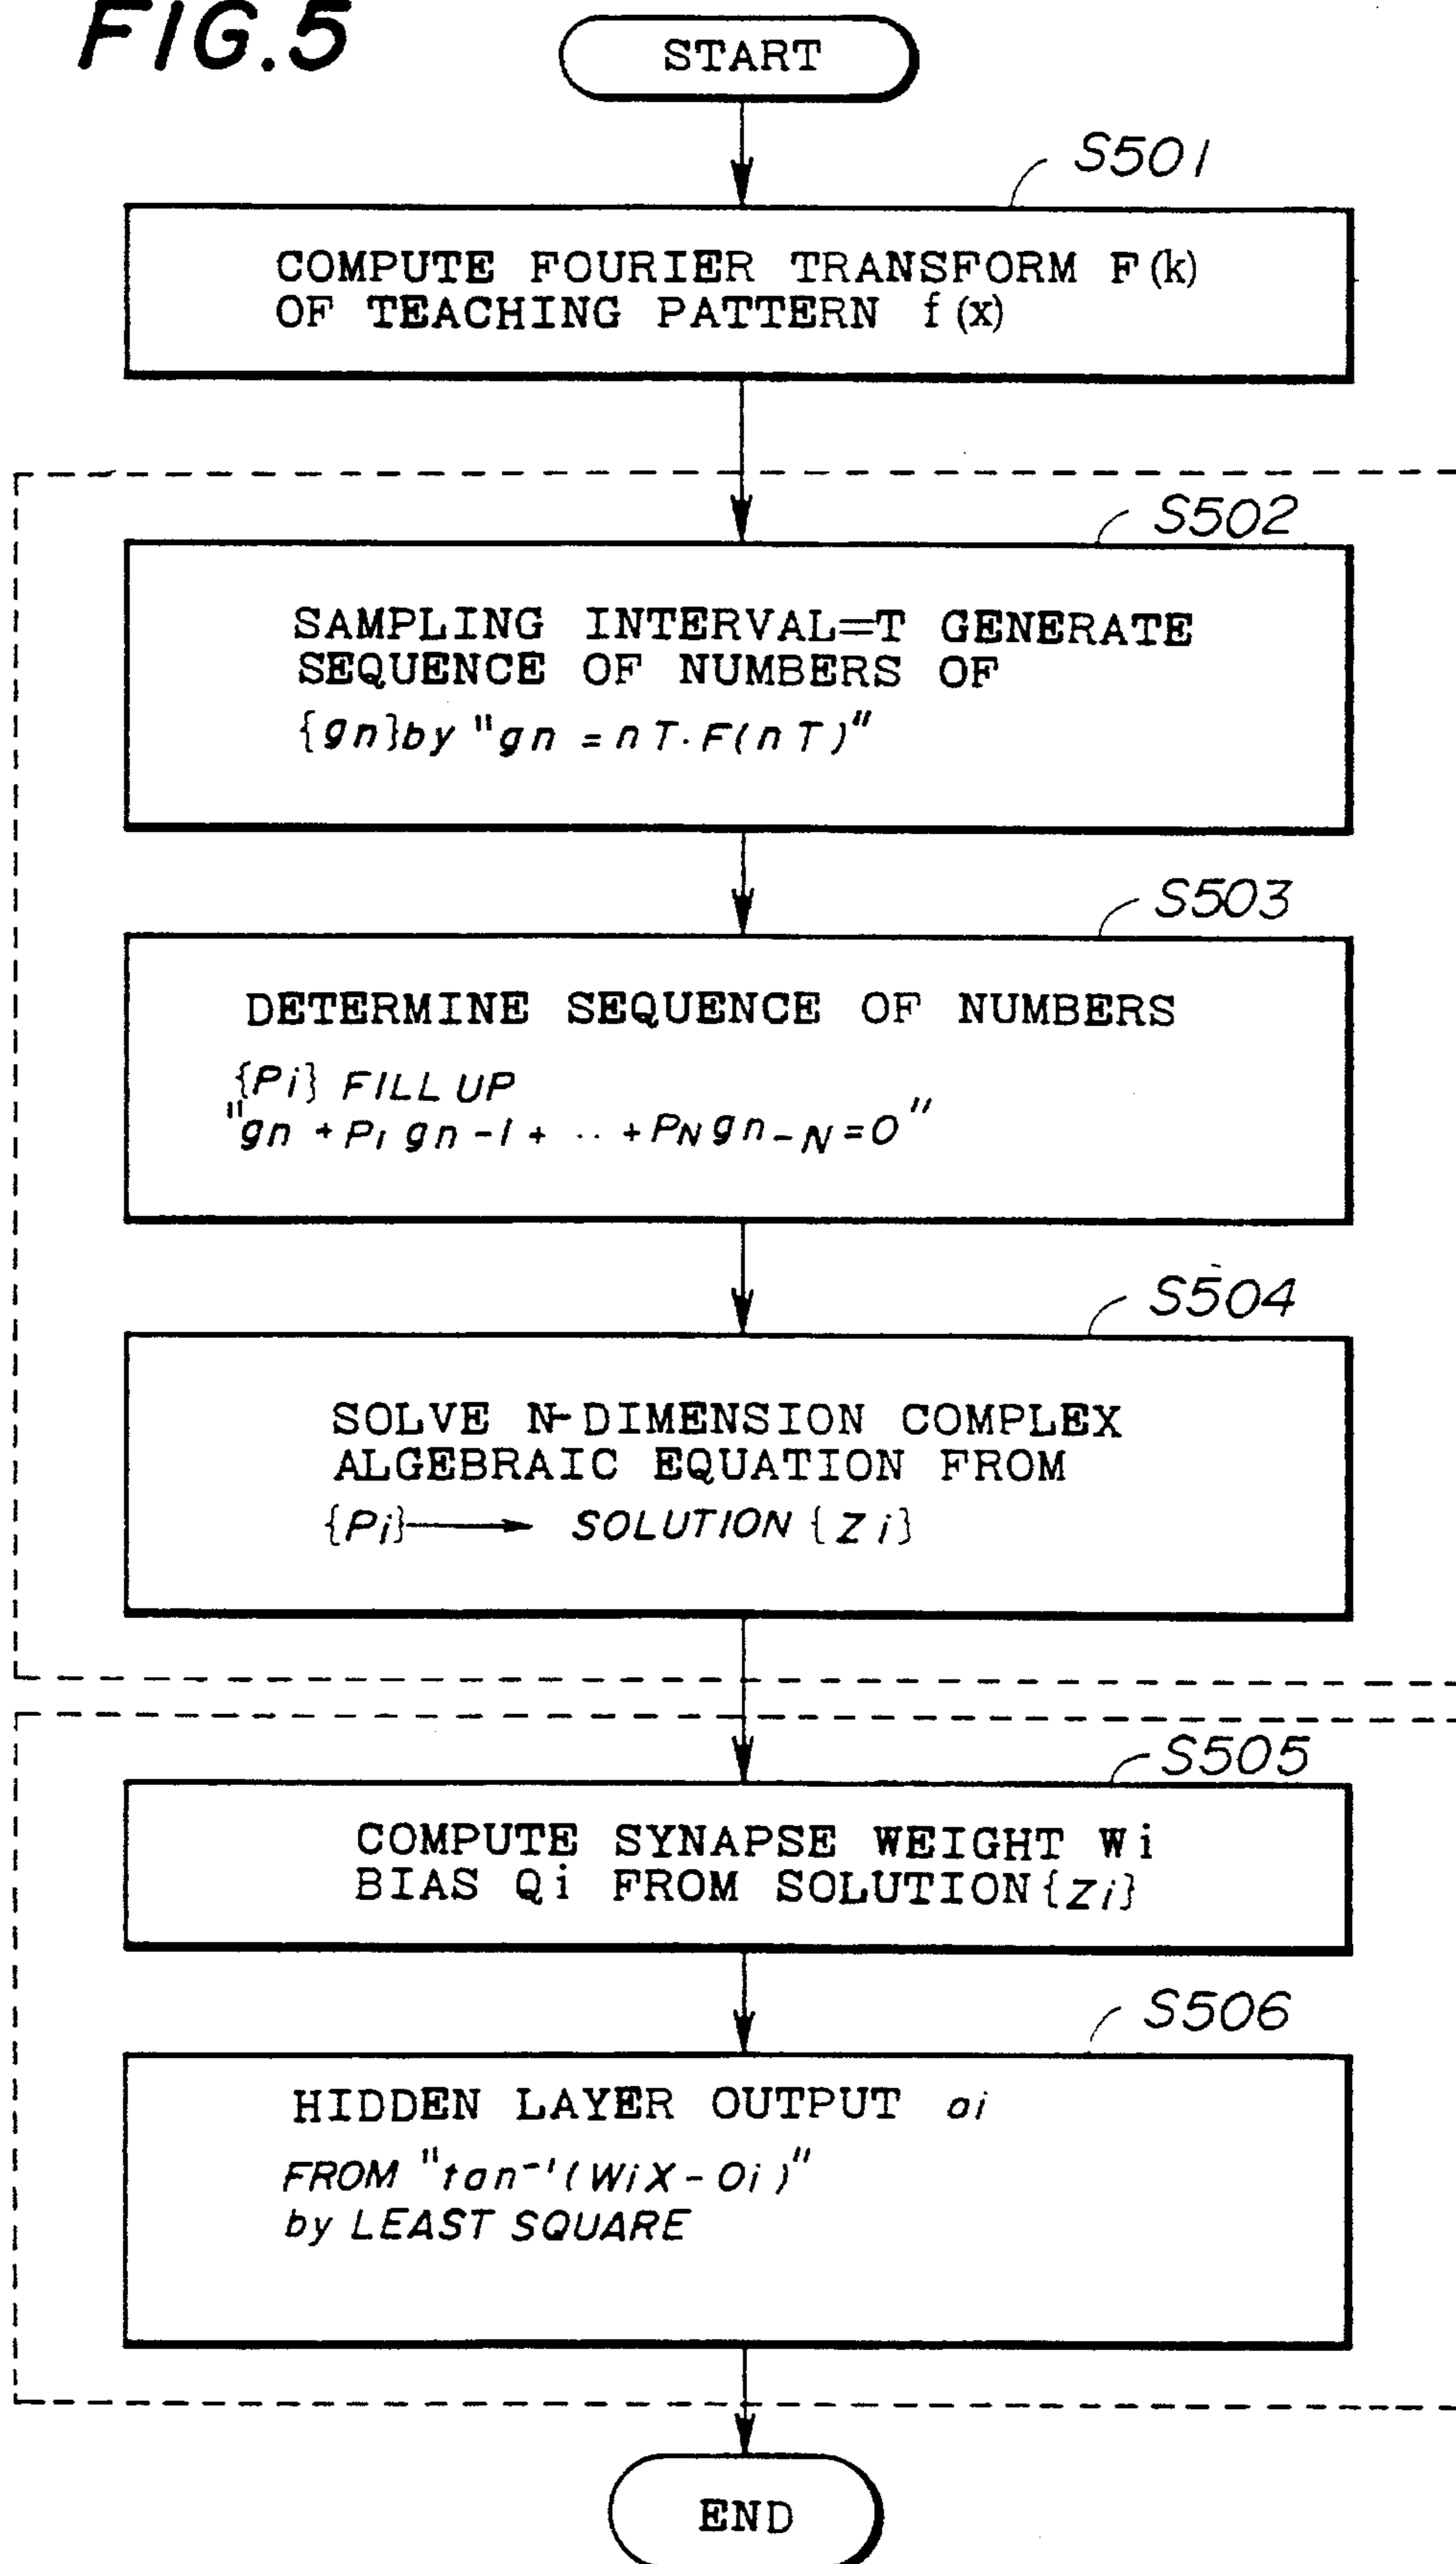 FIG.5
START
S501
COMPUTE FOURIER TRANSFORM F(k)
OF TEACHING PATTERN f(x)
S502
SAMPLING INTERVAL=T GENERATE
SEQUENCE OF NUMBERS OF
{gn}by "gn = nT·F(nT)"
S503
DETERMINE SEQUENCE OF NUMBERS
{Pi} FILL UP
"gn + P1 gn-1 + ·· + PN gn-N = 0"
S504
SOLVE N-DIMENSION COMPLEX
ALGEBRAIC EQUATION FROM
{Pi}⟶ SOLUTION {Zi}
S505
COMPUTE SYNAPSE WEIGHT Wi
BIAS Qi FROM SOLUTION{Zi}
S506
HIDDEN LAYER OUTPUT oi
FROM "tan⁻¹(WiX-Oi)"
by LEAST SQUARE
END